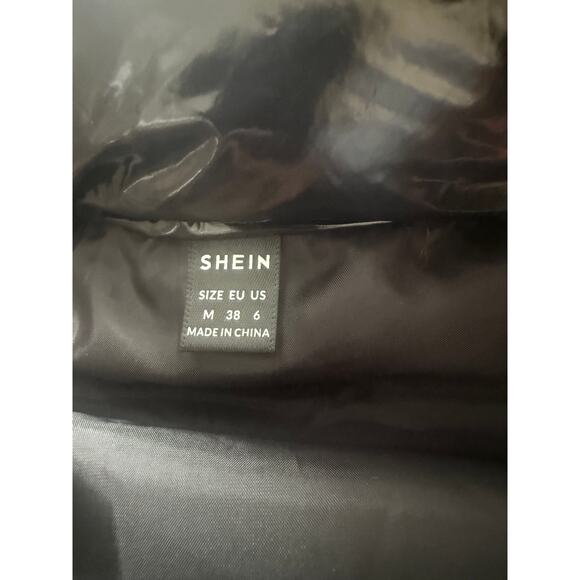 SHEIN
SIZE EU US
M 38 6
MADE IN CHINA